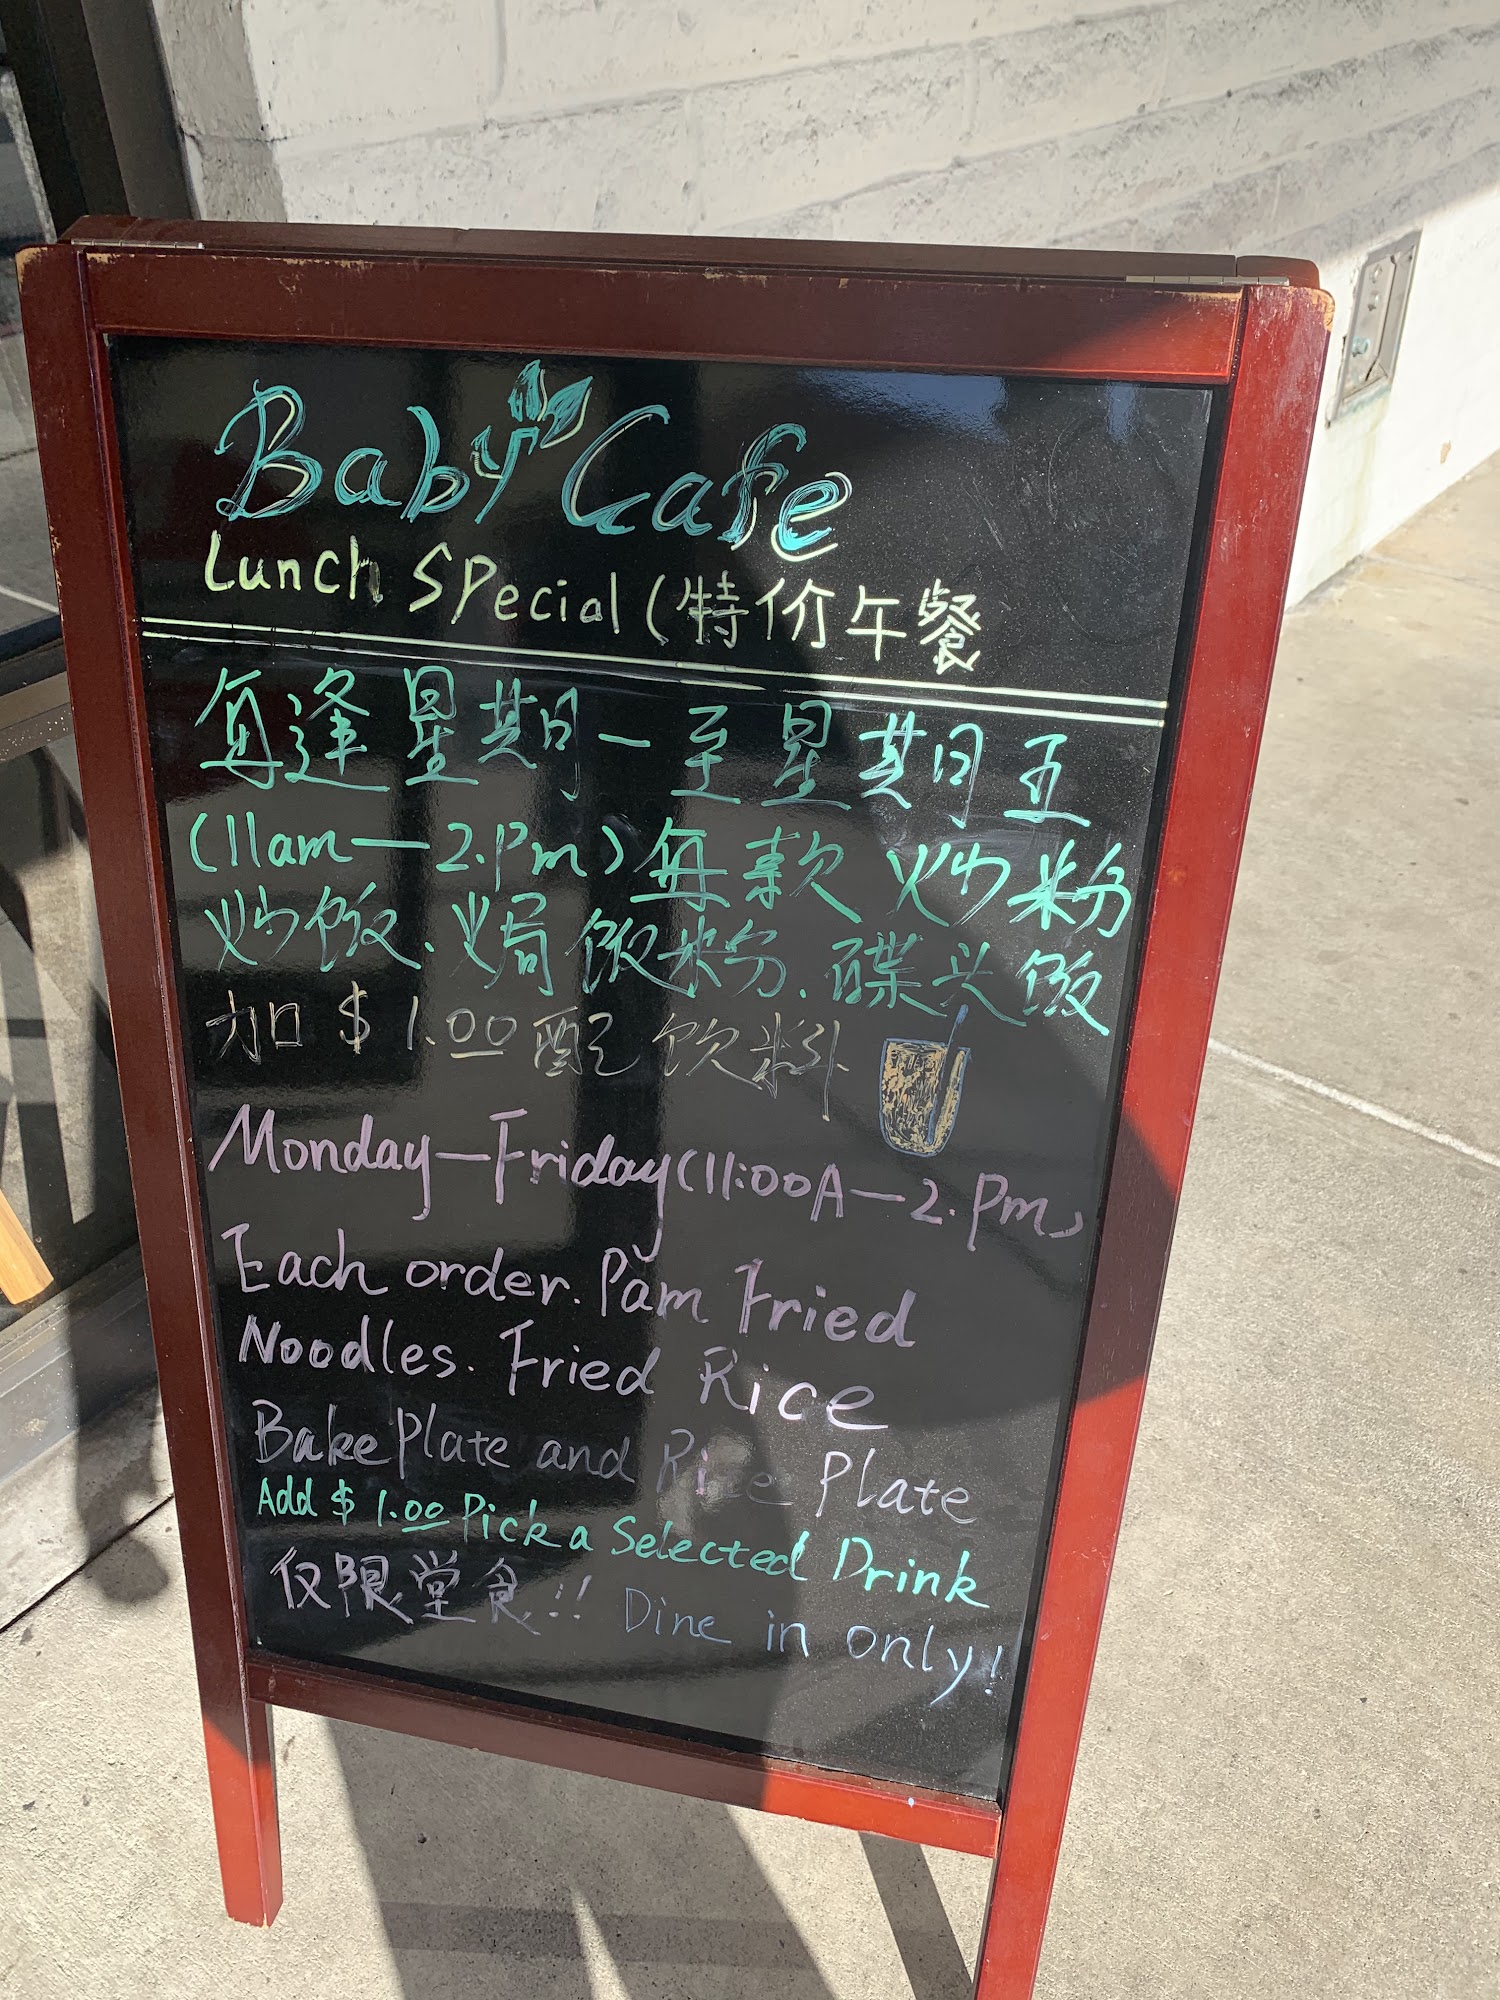 Baby Cafe
Lunch Special (特价午餐
每逢星期一至星期五
(11am—2.Pm)每款炒粉
炒饭.焗饭粉.碟头饭
加$1.00配饮料
Monday—Friday(11:00A—2.Pm)
Each order. Pam Fried
Noodles. Fried Rice
Bake Plate and Rice Plate
Add $1.00 Pick a Selected Drink
仅限堂食!! Dine in only!